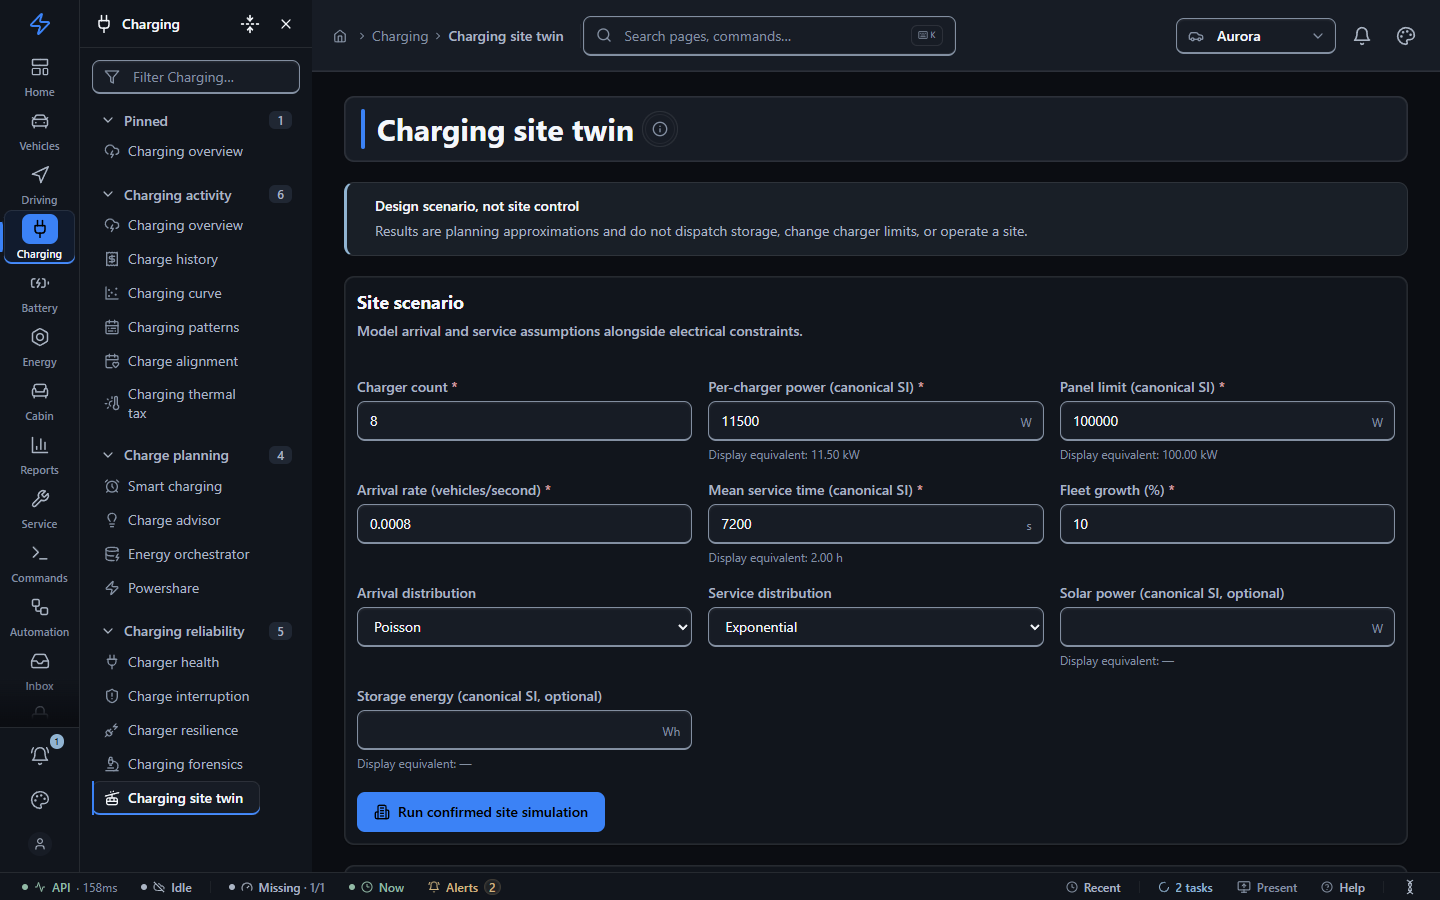 Charging
Charging
Charging site twin
Search pages, commands...
K
Aurora
Home
Vehicles
Driving
Charging
Battery
Energy
Cabin
Reports
Service
Commands
Automation
Inbox
1
Filter Charging...
Pinned
1
Charging overview
Charging activity
6
Charging overview
Charge history
Charging curve
Charging patterns
Charge alignment
Charging thermal
tax
Charge planning
4
Smart charging
Charge advisor
Energy orchestrator
Powershare
Charging reliability
5
Charger health
Charge interruption
Charger resilience
Charging forensics
Charging site twin
Charging site twin
Design scenario, not site control
Results are planning approximations and do not dispatch storage, change charger limits, or operate a site.
Site scenario
Model arrival and service assumptions alongside electrical constraints.
Charger count *
8
Per-charger power (canonical SI) *
11500
W
Display equivalent: 11.50 kW
Panel limit (canonical SI) *
100000
W
Display equivalent: 100.00 kW
Arrival rate (vehicles/second) *
0.0008
Mean service time (canonical SI) *
7200
s
Display equivalent: 2.00 h
Fleet growth (%) *
10
Arrival distribution
Poisson
Service distribution
Exponential
Solar power (canonical SI, optional)
W
Display equivalent: —
Storage energy (canonical SI, optional)
Wh
Display equivalent: —
Run confirmed site simulation
API · 158ms
Idle
Missing · 1/1
Now
Alerts 2
Recent
2 tasks
Present
Help